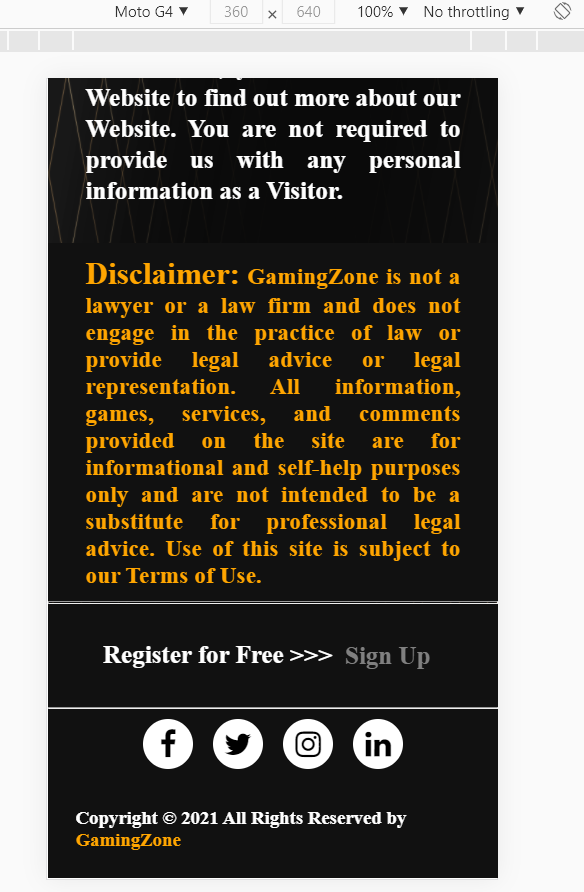 Moto G4 ▼ 360 × 640 100% ▼ No throttling ▼
Website to find out more about our
Website. You are not required to
provide us with any personal
information as a Visitor.
Disclaimer: GamingZone is not a
lawyer or a law firm and does not
engage in the practice of law or
provide legal advice or legal
representation. All information,
games, services, and comments
provided on the site are for
informational and self-help purposes
only and are not intended to be a
substitute for professional legal
advice. Use of this site is subject to
our Terms of Use.
Register for Free >>> Sign Up
Copyright © 2021 All Rights Reserved by
GamingZone